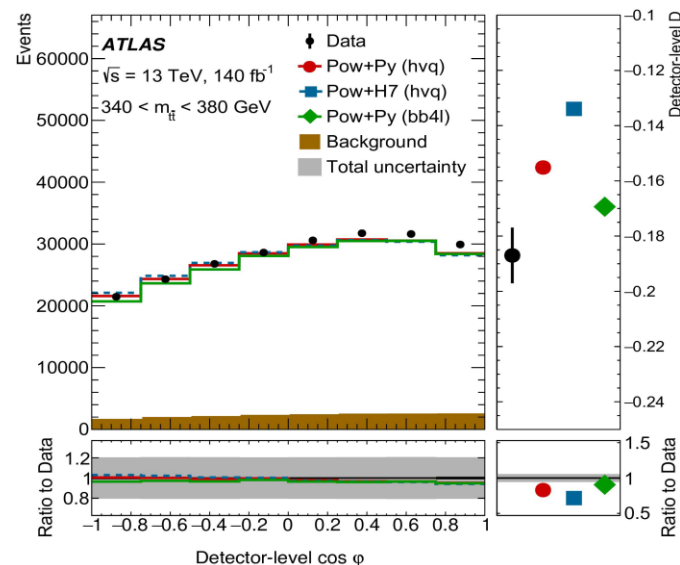 Events
60000
50000
40000
30000
20000
10000
0
ATLAS
√s = 13 TeV, 140 fb⁻¹
340 < m_tt̄ < 380 GeV
Data
Pow+Py (hvq)
Pow+H7 (hvq)
Pow+Py (bb4l)
Background
Total uncertainty
Detector-level D
−0.1
−0.12
−0.14
−0.16
−0.18
−0.2
−0.22
−0.24
Ratio to Data
1.2
1
0.8
−1 −0.8 −0.6 −0.4 −0.2 0 0.2 0.4 0.6 0.8 1
Detector-level cos φ
1.5
1
0.5
Ratio to Data